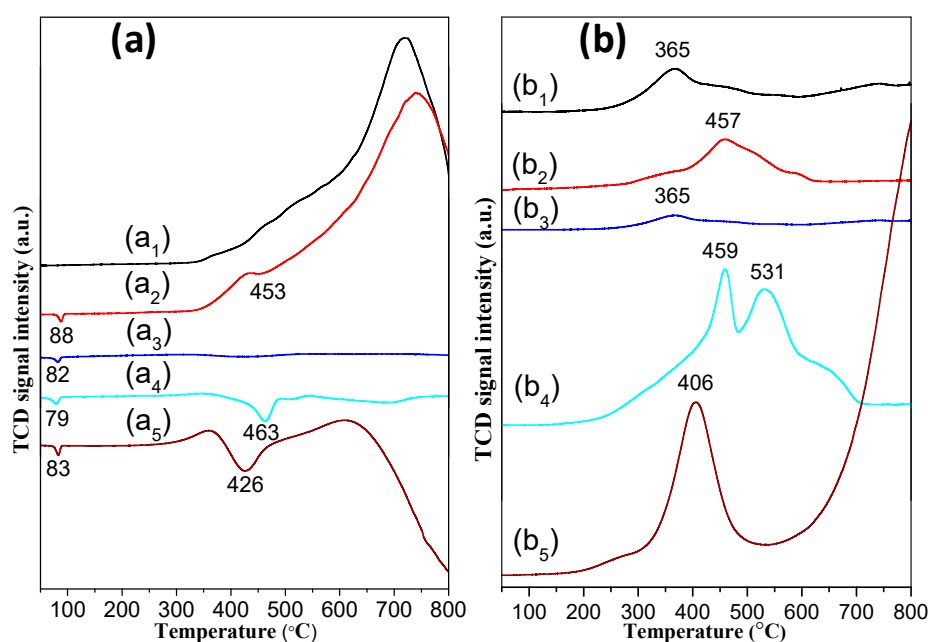 (a)
TCD signal intensity (a.u.)
(a₁)
(a₂)
453
88
(a₃)
82
(a₄)
79
463
(a₅)
83
426
100 200 300 400 500 600 700 800
Temperature (°C)
(b)
TCD signal intensity (a.u.)
365
(b₁)
457
(b₂)
365
(b₃)
459
531
(b₄)
406
(b₅)
100 200 300 400 500 600 700 800
Temperature (°C)